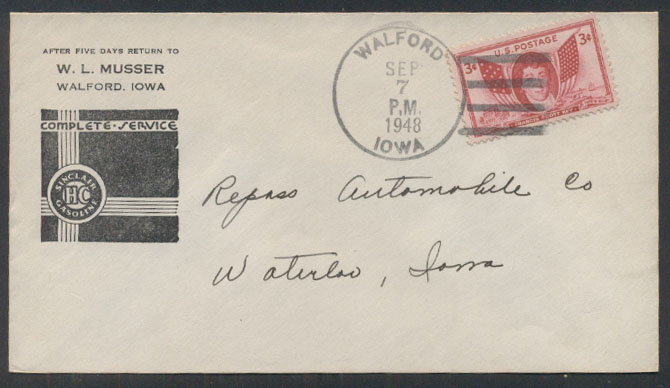 AFTER FIVE DAYS RETURN TO
W. L. MUSSER
WALFORD, IOWA
COMPLETE-SERVICE
SINCLAIR
H-C
GASOLINE
WALFORD
SEP
7
P.M.
1948
IOWA
U.S. POSTAGE
3¢ 3¢
Repass Automobile Co
Waterloo, Iowa